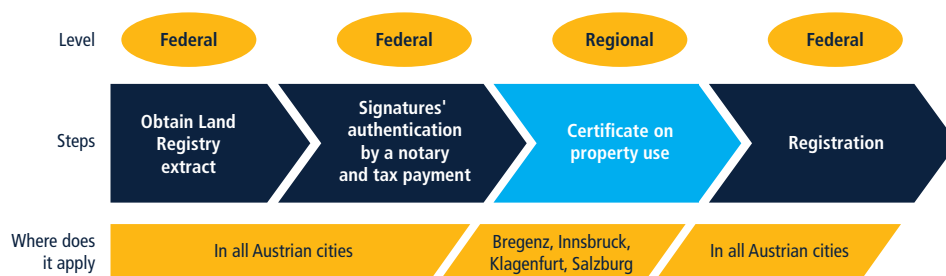 Level
Federal
Federal
Regional
Federal
Steps
Obtain Land
Registry
extract
Signatures'
authentication
by a notary
and tax payment
Certificate on
property use
Registration
Where does
it apply
In all Austrian cities
Bregenz, Innsbruck,
Klagenfurt, Salzburg
In all Austrian cities